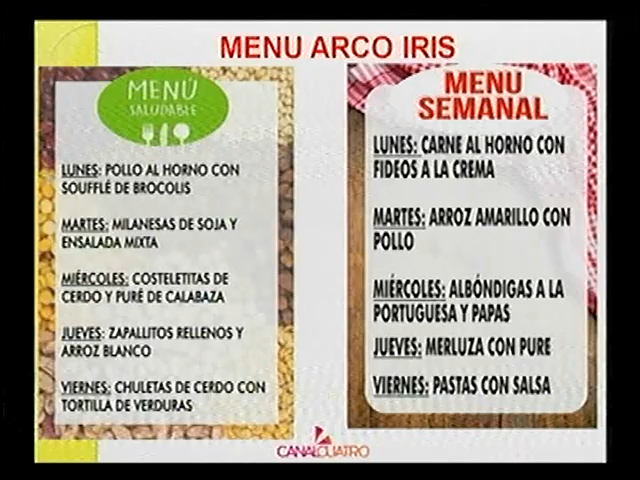 MENU ARCO IRIS
MENÚ
SALUDABLE
LUNES: POLLO AL HORNO CON
SOUFFLÉ DE BROCOLIS
MARTES: MILANESAS DE SOJA Y
ENSALADA MIXTA
MIÉRCOLES: COSTELETITAS DE
CERDO Y PURÉ DE CALABAZA
JUEVES: ZAPALLITOS RELLENOS Y
ARROZ BLANCO
VIERNES: CHULETAS DE CERDO CON
TORTILLA DE VERDURAS
MENU
SEMANAL
LUNES: CARNE AL HORNO CON
FIDEOS A LA CREMA
MARTES: ARROZ AMARILLO CON
POLLO
MIÉRCOLES: ALBÓNDIGAS A LA
PORTUGUESA Y PAPAS
JUEVES: MERLUZA CON PURE
VIERNES: PASTAS CON SALSA
CANALCUATRO